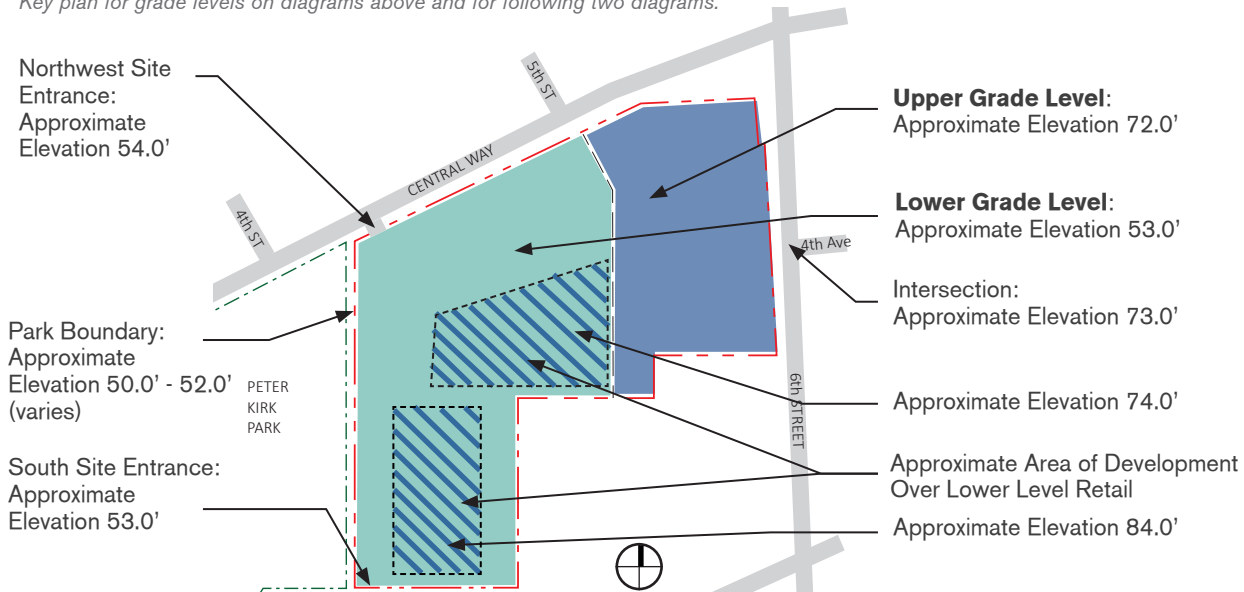 Key plan for grade levels on diagrams above and for following two diagrams.
Northwest Site
Entrance:
Approximate
Elevation 54.0'
5th ST
CENTRAL WAY
4th ST
Upper Grade Level:
Approximate Elevation 72.0'
Lower Grade Level:
Approximate Elevation 53.0'
4th Ave
Intersection:
Approximate Elevation 73.0'
Park Boundary:
Approximate
Elevation 50.0' - 52.0'
(varies)
PETER
KIRK
PARK
6th STREET
Approximate Elevation 74.0'
South Site Entrance:
Approximate
Elevation 53.0'
Approximate Area of Development
Over Lower Level Retail
Approximate Elevation 84.0'